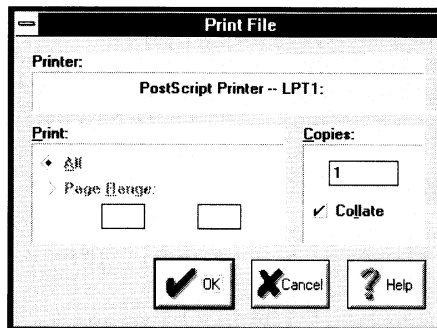 Print File
Printer:
PostScript Printer -- LPT1:
Print:
All
Page Range:
Copies:
1
Collate
OK
Cancel
Help